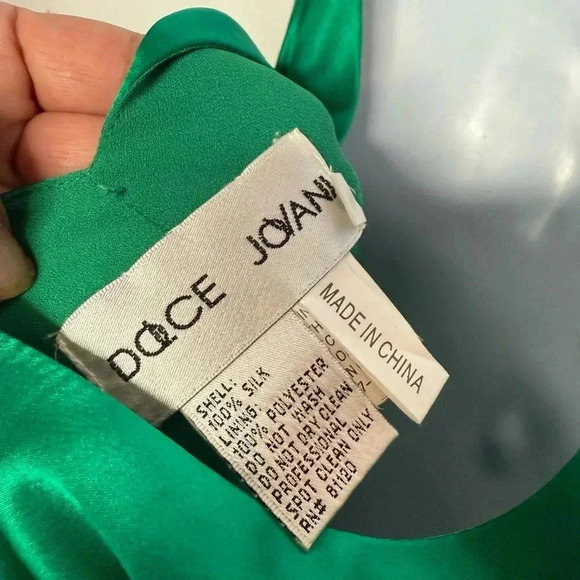 DOLCE JOVANI
MADE IN CHINA
SHELL:
100% SILK
LINING:
100% POLYESTER
DO NOT WASH
DO NOT DRY CLEAN
PROFESSIONAL
SPOT CLEAN ONLY
RN# 81120